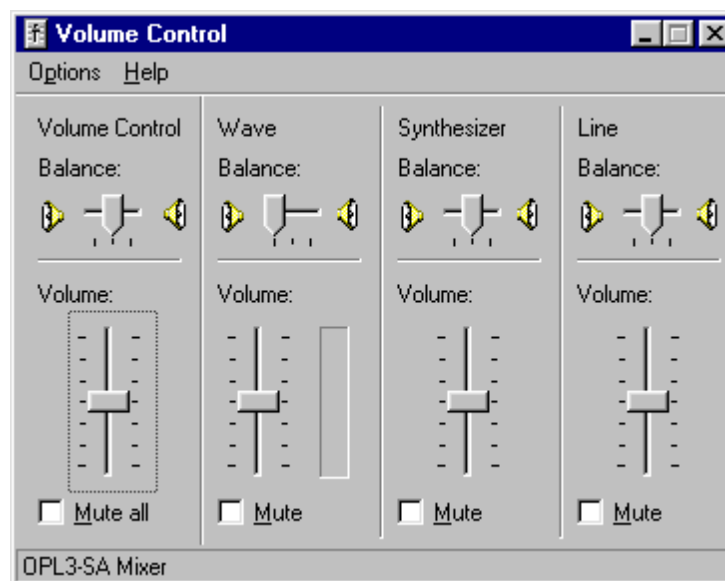 Volume Control
Options Help
Volume Control
Balance:
Volume:
Mute all
Wave
Balance:
Volume:
Mute
Synthesizer
Balance:
Volume:
Mute
Line
Balance:
Volume:
Mute
OPL3-SA Mixer